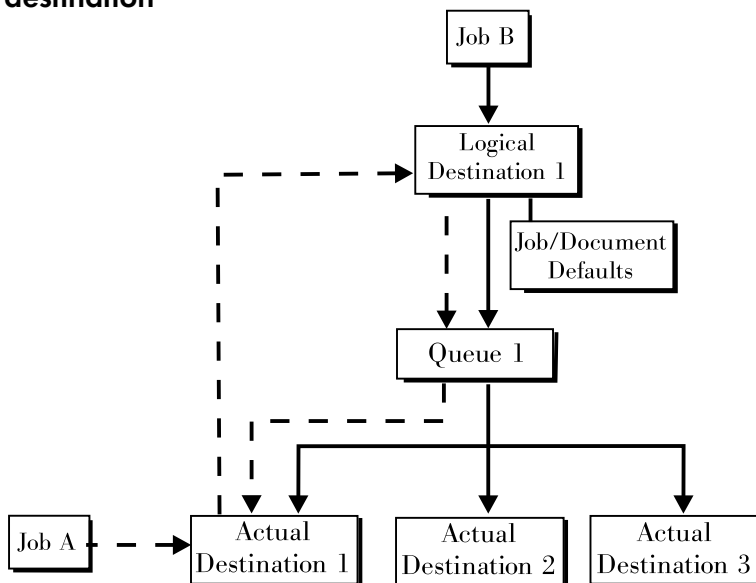 destination
Job B
Logical
Destination 1
Job/Document
Defaults
Queue 1
Job A
Actual
Destination 1
Actual
Destination 2
Actual
Destination 3